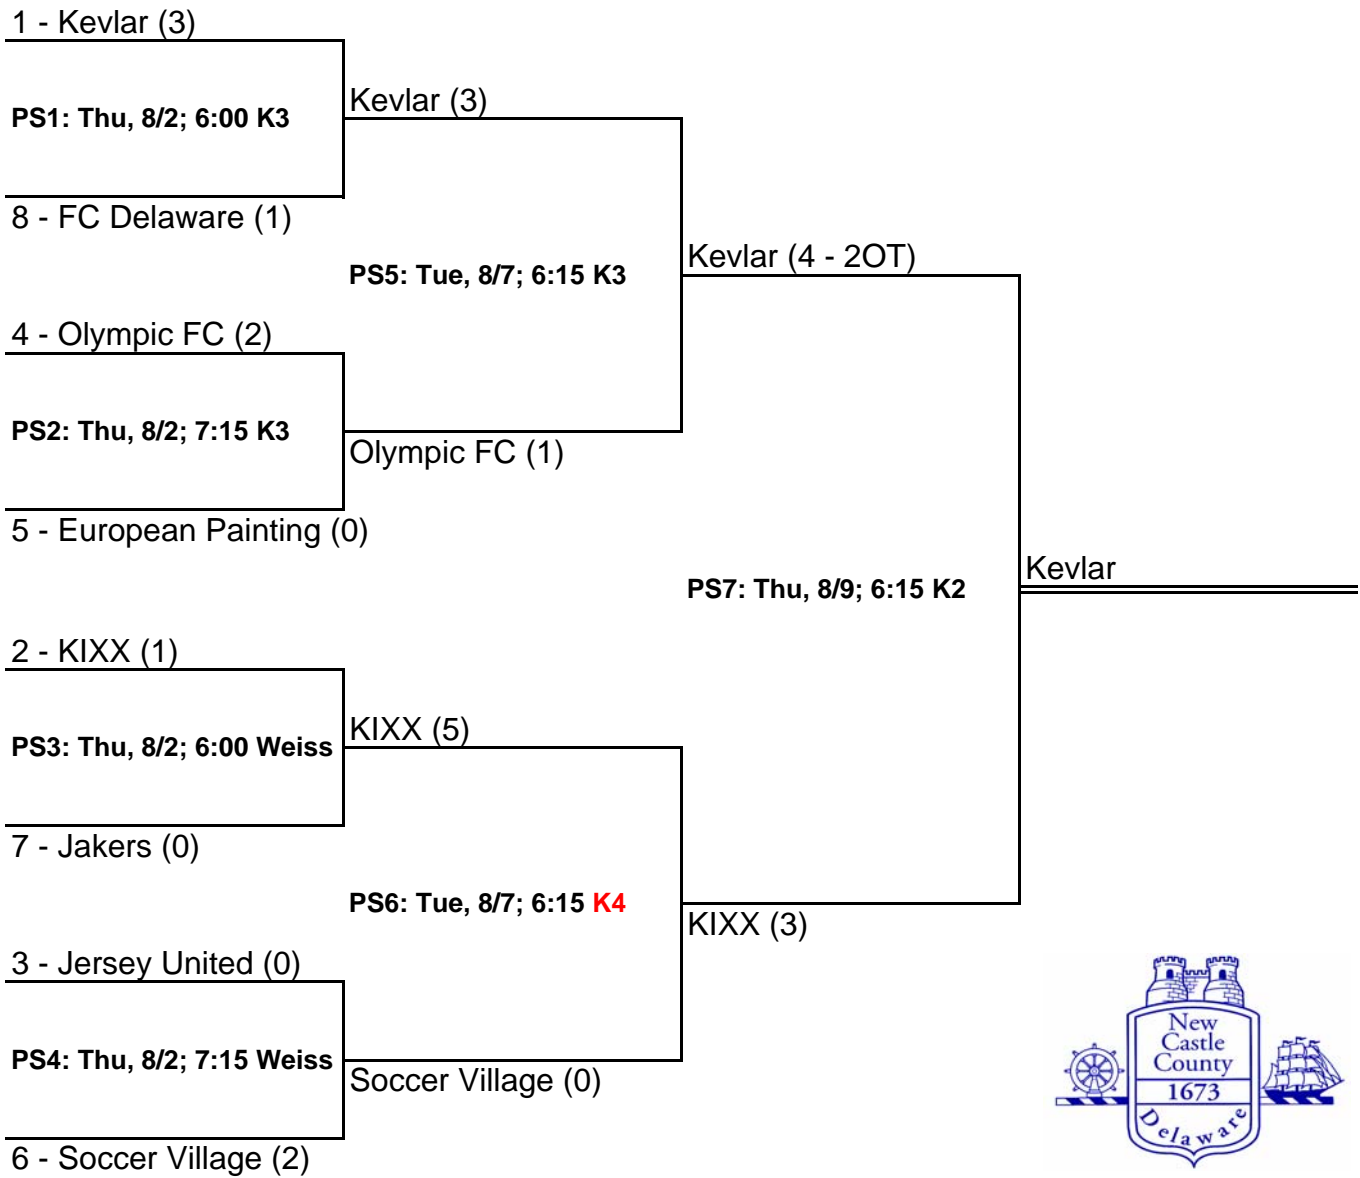 1 - Kevlar (3)
PS1: Thu, 8/2; 6:00 K3
Kevlar (3)
8 - FC Delaware (1)
PS5: Tue, 8/7; 6:15 K3
Kevlar (4 - 2OT)
4 - Olympic FC (2)
PS2: Thu, 8/2; 7:15 K3
Olympic FC (1)
5 - European Painting (0)
PS7: Thu, 8/9; 6:15 K2
Kevlar
2 - KIXX (1)
PS3: Thu, 8/2; 6:00 Weiss
KIXX (5)
7 - Jakers (0)
PS6: Tue, 8/7; 6:15 K4
KIXX (3)
3 - Jersey United (0)
PS4: Thu, 8/2; 7:15 Weiss
Soccer Village (0)
6 - Soccer Village (2)
New
Castle
County
1673
Delaware